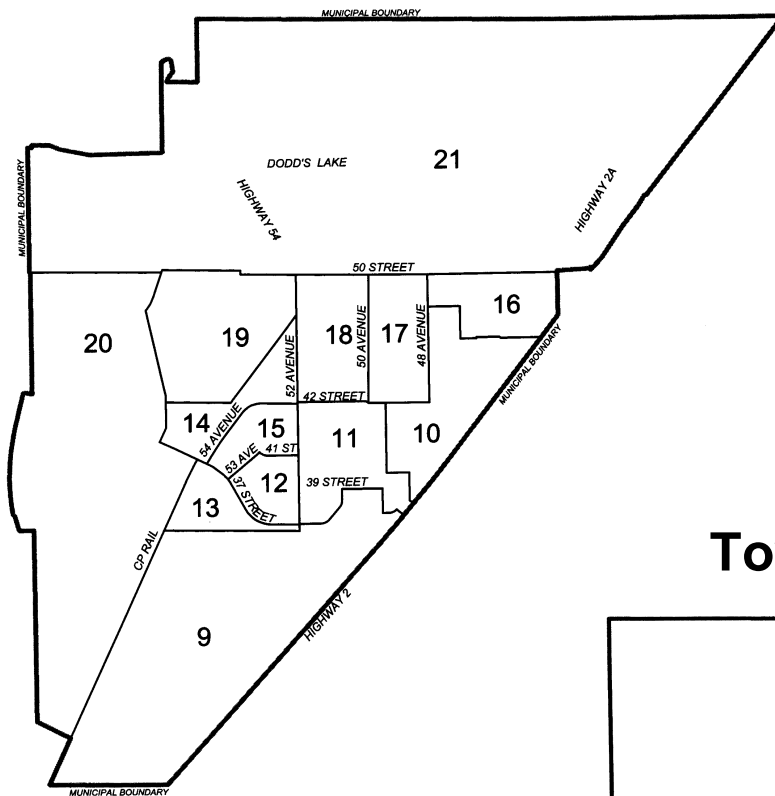 MUNICIPAL BOUNDARY
DODD'S LAKE
21
MUNICIPAL BOUNDARY
HIGHWAY 54
HIGHWAY 2A
50 STREET
16
20
19
18
17
52 AVENUE
50 AVENUE
48 AVENUE
MUNICIPAL BOUNDARY
42 STREET
14
54 AVENUE
15
11
10
53 AVE
41 ST
12
39 STREET
37 STREET
13
CP RAIL
To
9
HIGHWAY 2
MUNICIPAL BOUNDARY